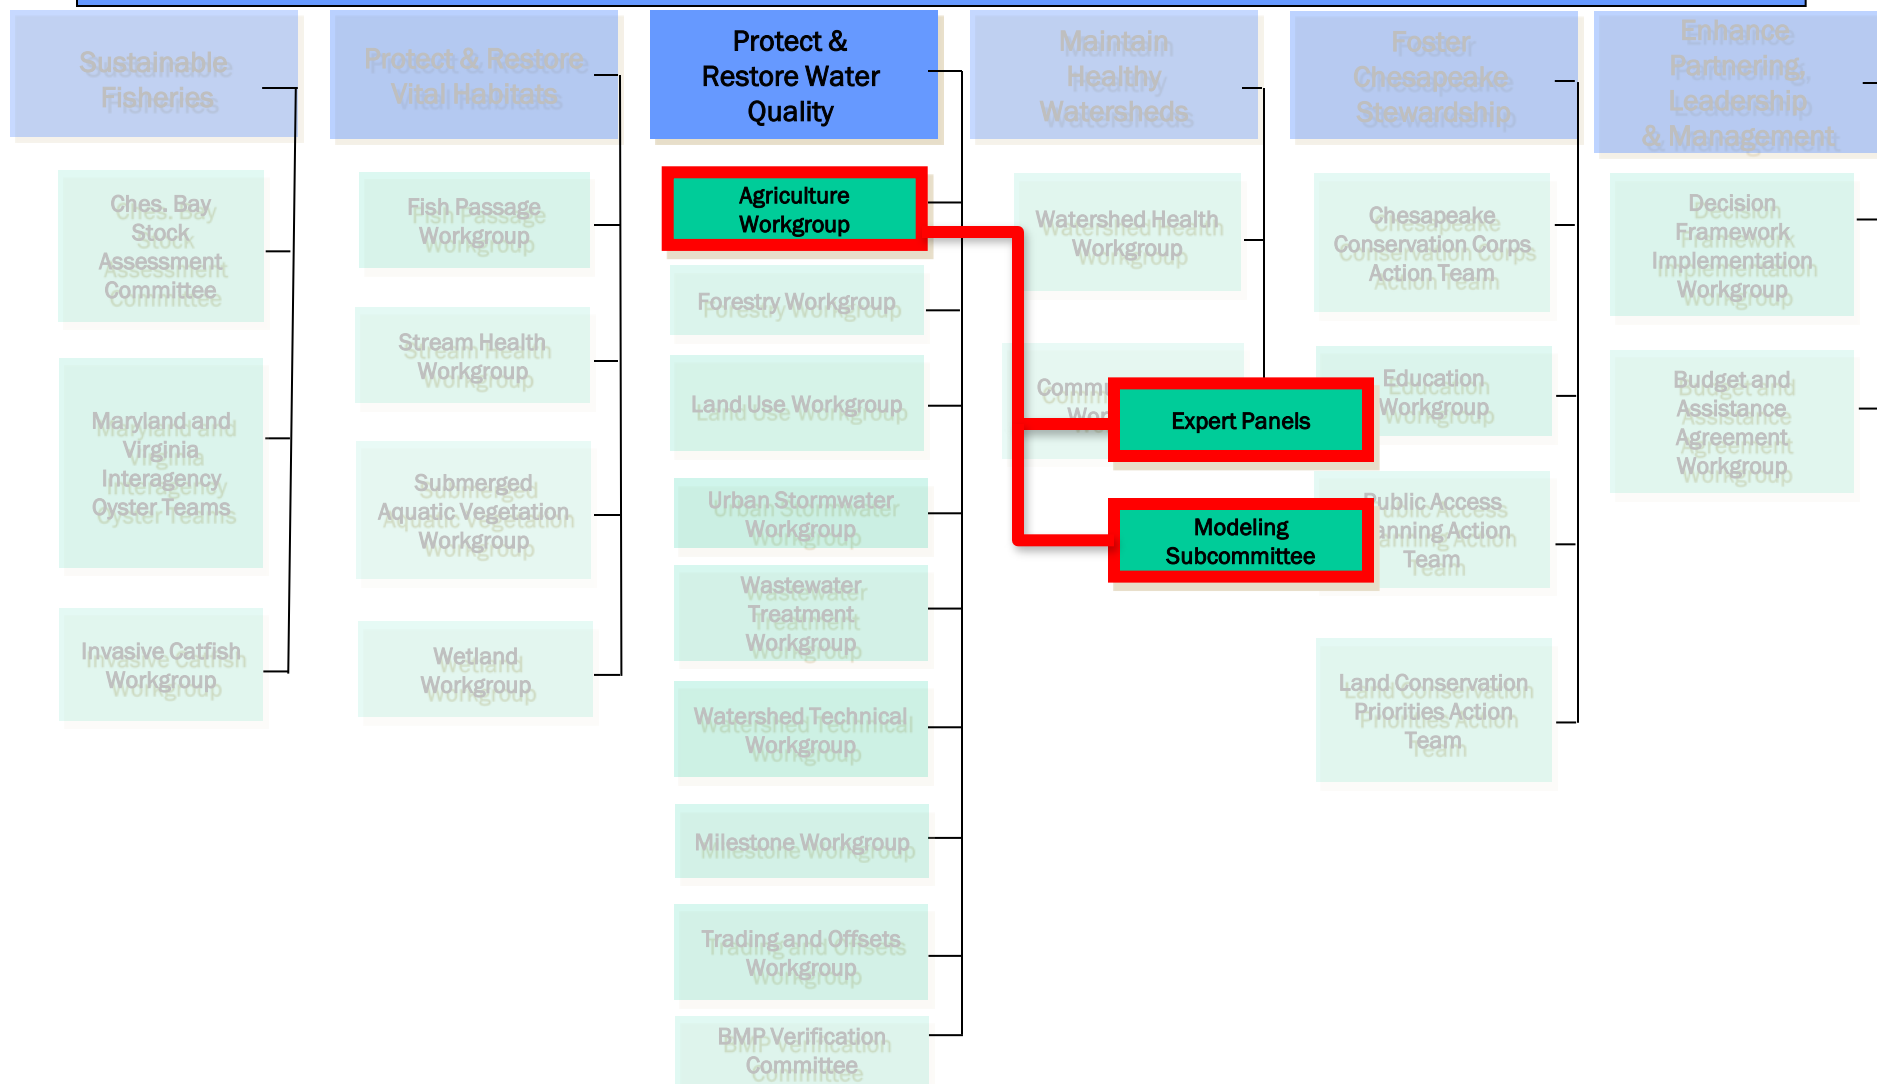 Sustainable
Fisheries
Ches. Bay
Stock
Assessment
Committee
Maryland and
Virginia
Interagency
Oyster Teams
Invasive Catfish
Workgroup
Protect & Restore
Vital Habitats
Fish Passage
Workgroup
Stream Health
Workgroup
Submerged
Aquatic Vegetation
Workgroup
Wetland
Workgroup
Protect &
Restore Water
Quality
Agriculture
Workgroup
Forestry Workgroup
Land Use Workgroup
Urban Stormwater
Workgroup
Wastewater
Treatment
Workgroup
Watershed Technical
Workgroup
Milestone Workgroup
Trading and Offsets
Workgroup
BMP Verification
Committee
Maintain
Healthy
Watersheds
Watershed Health
Workgroup
Expert Panels
Modeling
Subcommittee
Foster
Chesapeake
Stewardship
Chesapeake
Conservation Corps
Action Team
Education
Workgroup
Public Access
Action
Team
Land Conservation
Priorities Action
Team
Enhance
Partnering,
Leadership
& Management
Decision
Framework
Implementation
Workgroup
Budget and
Assistance
Agreement
Workgroup